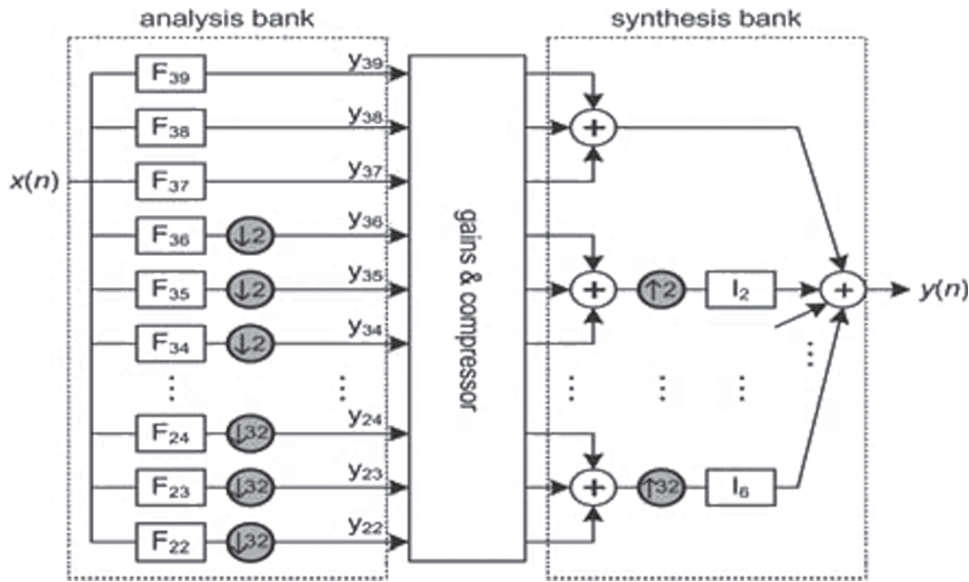 analysis bank
synthesis bank
F39
y39
F38
y38
+
x(n)
F37
y37
F36
↓2
y36
F35
↓2
y35
gains & compressor
+
↑2
I2
+
y(n)
F34
↓2
y34
F24
↓32
y24
F23
↓32
y23
+
↑32
I6
F22
↓32
y22